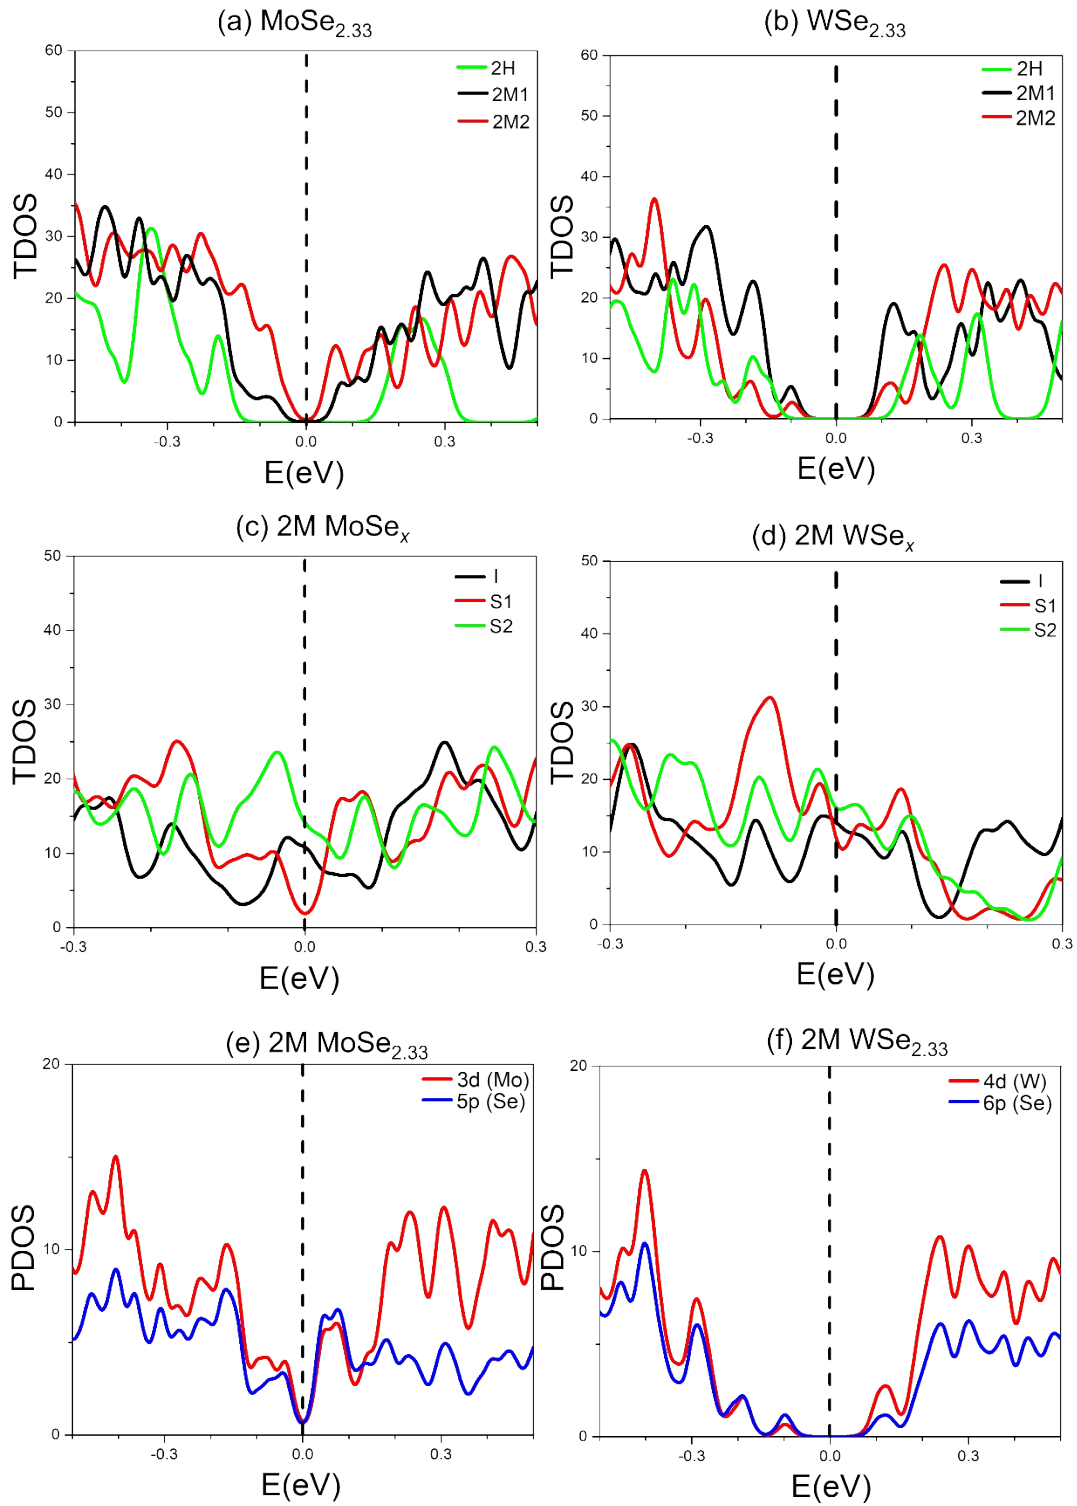 (a) MoSe2.33
60
50
40
30
20
10
0
TDOS
2H
2M1
2M2
-0.3
0.0
0.3
E(eV)
(b) WSe2.33
60
50
40
30
20
10
0
TDOS
2H
2M1
2M2
-0.3
0.0
0.3
E(eV)
(c) 2M MoSex
50
40
30
20
10
0
TDOS
I
S1
S2
-0.3
0.0
0.3
E(eV)
(d) 2M WSex
50
40
30
20
10
0
TDOS
I
S1
S2
-0.3
0.0
0.3
E(eV)
(e) 2M MoSe2.33
20
10
0
PDOS
3d (Mo)
5p (Se)
-0.3
0.0
0.3
E(eV)
(f) 2M WSe2.33
20
10
0
PDOS
4d (W)
6p (Se)
-0.3
0.0
0.3
E(eV)